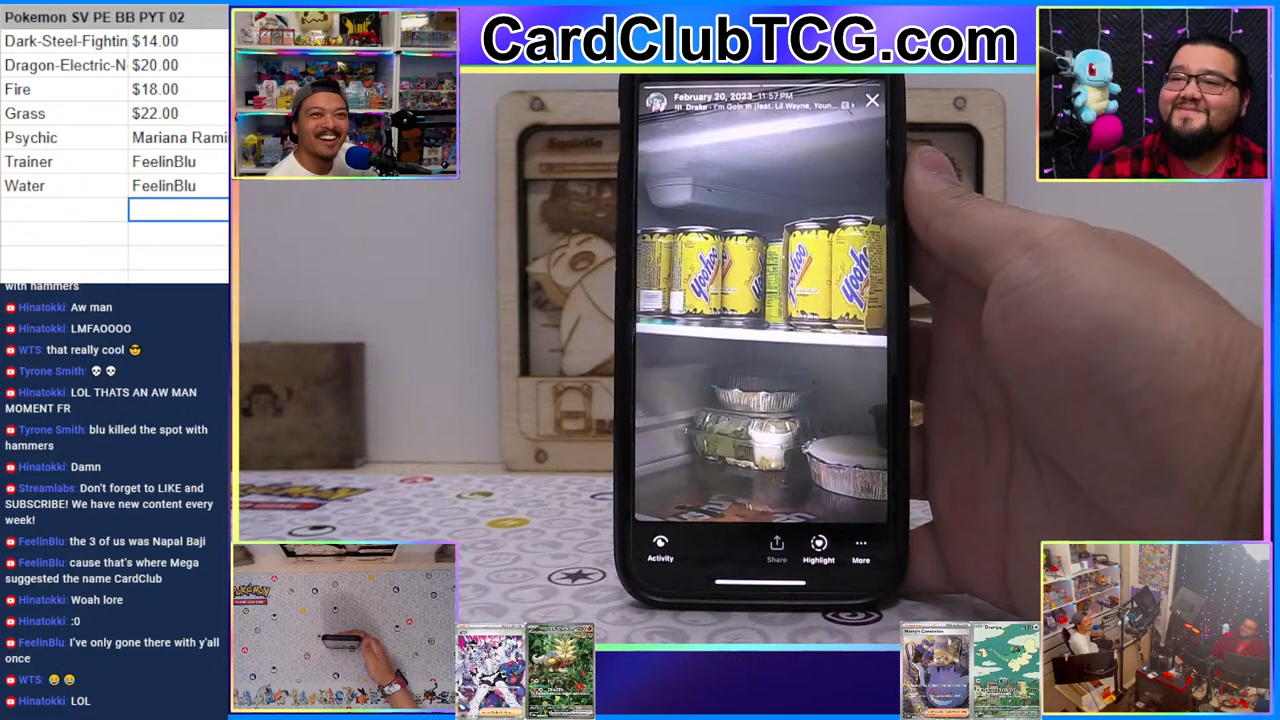 CardClubTCG.com
Pokemon SV PE BB PYT 02
Dark-Steel-Fightin $14.00
Dragon-Electric-N $20.00
Fire $18.00
Grass $22.00
Psychic Mariana Rami
Trainer FeelinBlu
Water FeelinBlu
with hammers
Hinatokki: Aw man
Hinatokki: LMFAOOOO
WTS: that really cool 😎
Tyrone Smith: 💀 💀
Hinatokki: LOL THATS AN AW MAN
MOMENT FR
Tyrone Smith: blu killed the spot with
hammers
Hinatokki: Damn
Streamlabs: Don't forget to LIKE and
SUBSCRIBE! We have new content every
week!
FeelinBlu: the 3 of us was Napal Baji
FeelinBlu: cause that's where Mega
suggested the name CardClub
Hinatokki: Woah lore
Hinatokki: :0
FeelinBlu: I've only gone there with y'all
once
WTS: 😂 😂
Hinatokki: LOL
February 20, 2023 11:57 PM
Drake - I'm Goin In (feat. Lil Wayne, Youn...
Squirtle
Yoohoo
Yoohoo
Yoohoo
Activity
Share
Highlight
More
POKÉMON